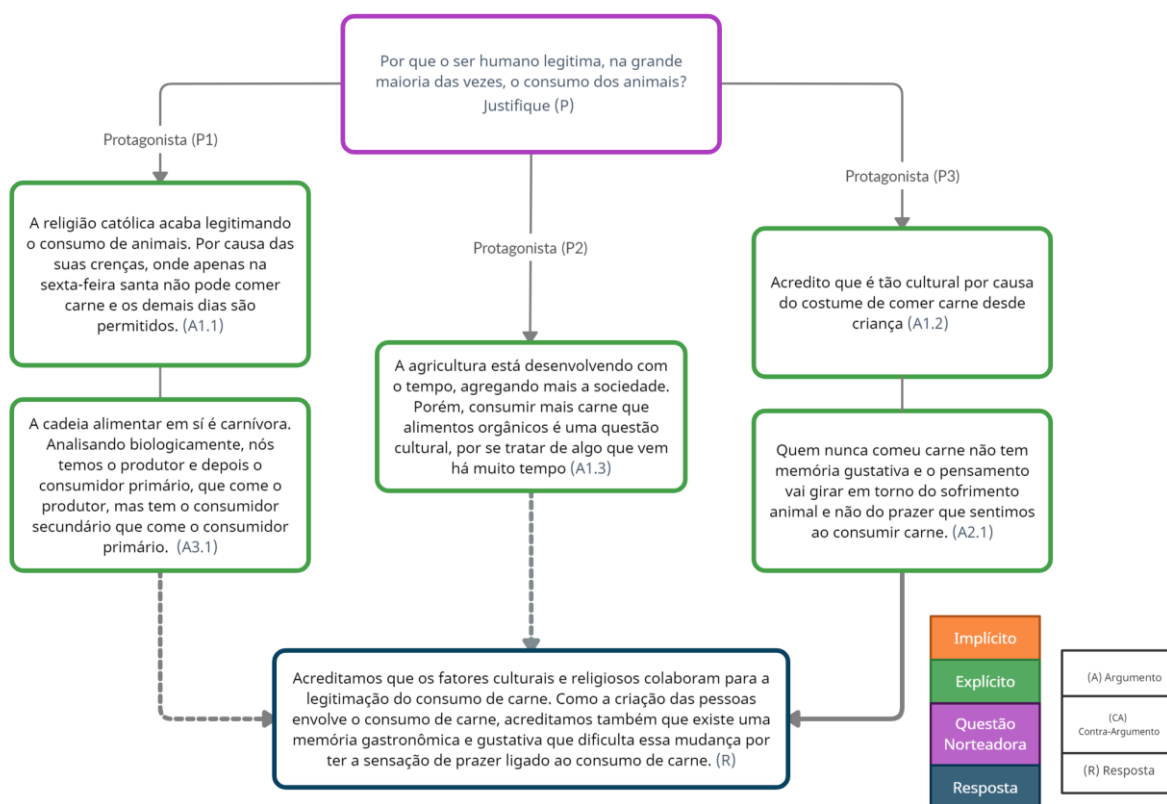 Por que o ser humano legitima, na grande
maioria das vezes, o consumo dos animais?
Justifique (P)
Protagonista (P1)
Protagonista (P2)
Protagonista (P3)
A religião católica acaba legitimando
o consumo de animais. Por causa das
suas crenças, onde apenas na
sexta-feira santa não pode comer
carne e os demais dias são
permitidos. (A1.1)
A cadeia alimentar em sí é carnívora.
Analisando biologicamente, nós
temos o produtor e depois o
consumidor primário, que come o
produtor, mas tem o consumidor
secundário que come o consumidor
primário. (A3.1)
A agricultura está desenvolvendo com
o tempo, agregando mais a sociedade.
Porém, consumir mais carne que
alimentos orgânicos é uma questão
cultural, por se tratar de algo que vem
há muito tempo (A1.3)
Acredito que é tão cultural por causa
do costume de comer carne desde
criança (A1.2)
Quem nunca comeu carne não tem
memória gustativa e o pensamento
vai girar em torno do sofrimento
animal e não do prazer que sentimos
ao consumir carne. (A2.1)
Acreditamos que os fatores culturais e religiosos colaboram para a
legitimação do consumo de carne. Como a criação das pessoas
envolve o consumo de carne, acreditamos também que existe uma
memória gastronômica e gustativa que dificulta essa mudança por
ter a sensação de prazer ligado ao consumo de carne. (R)
Implícito
Explícito
Questão
Norteadora
Resposta
(A) Argumento
(CA)
Contra-Argumento
(R) Resposta